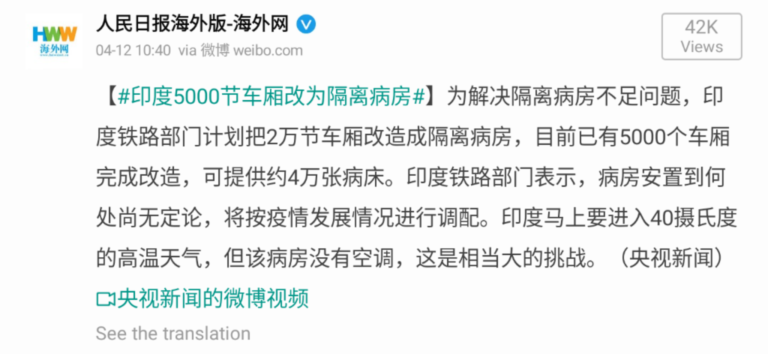 HWW
海外网
人民日报海外版-海外网
04-12 10:40 via 微博 weibo.com
42K
Views
【#印度5000节车厢改为隔离病房#】为解决隔离病房不足问题，印
度铁路部门计划把2万节车厢改造成隔离病房，目前已有5000个车厢
完成改造，可提供约4万张病床。印度铁路部门表示，病房安置到何
处尚无定论，将按疫情发展情况进行调配。印度马上要进入40摄氏度
的高温天气，但该病房没有空调，这是相当大的挑战。（央视新闻）
央视新闻的微博视频
See the translation